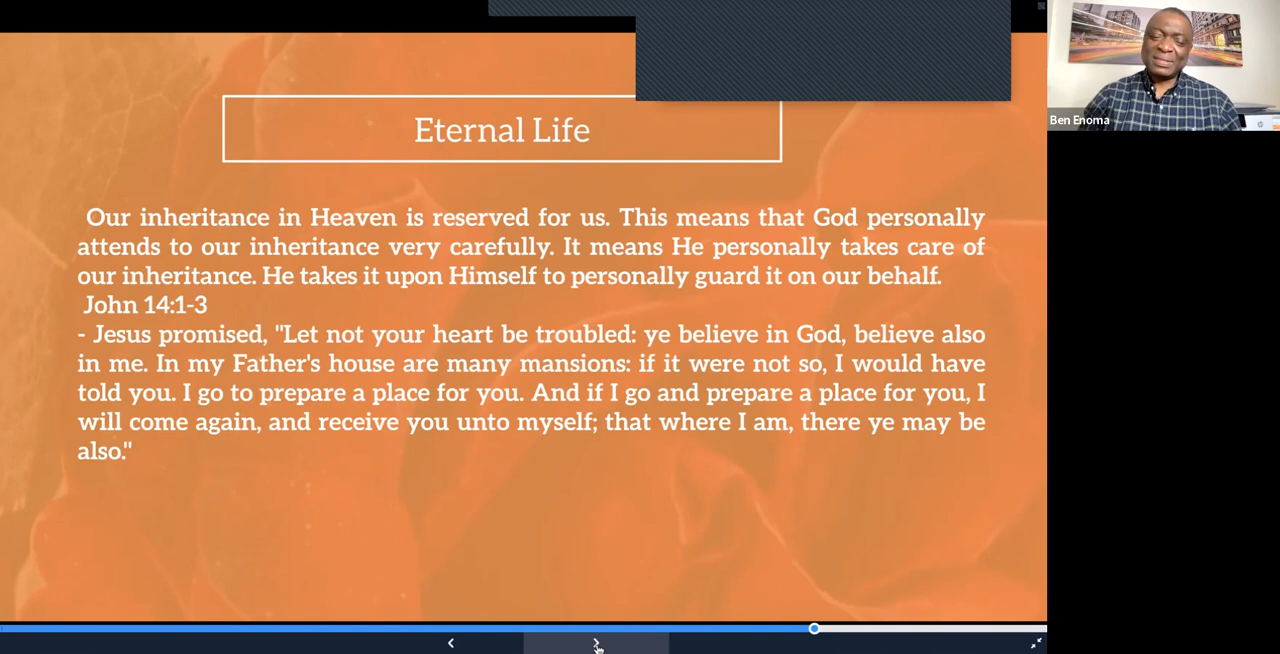 Eternal Life
Our inheritance in Heaven is reserved for us. This means that God personally
attends to our inheritance very carefully. It means He personally takes care of
our inheritance. He takes it upon Himself to personally guard it on our behalf.
John 14:1-3
- Jesus promised, "Let not your heart be troubled: ye believe in God, believe also
in me. In my Father's house are many mansions: if it were not so, I would have
told you. I go to prepare a place for you. And if I go and prepare a place for you, I
will come again, and receive you unto myself; that where I am, there ye may be
also."
Ben Enoma